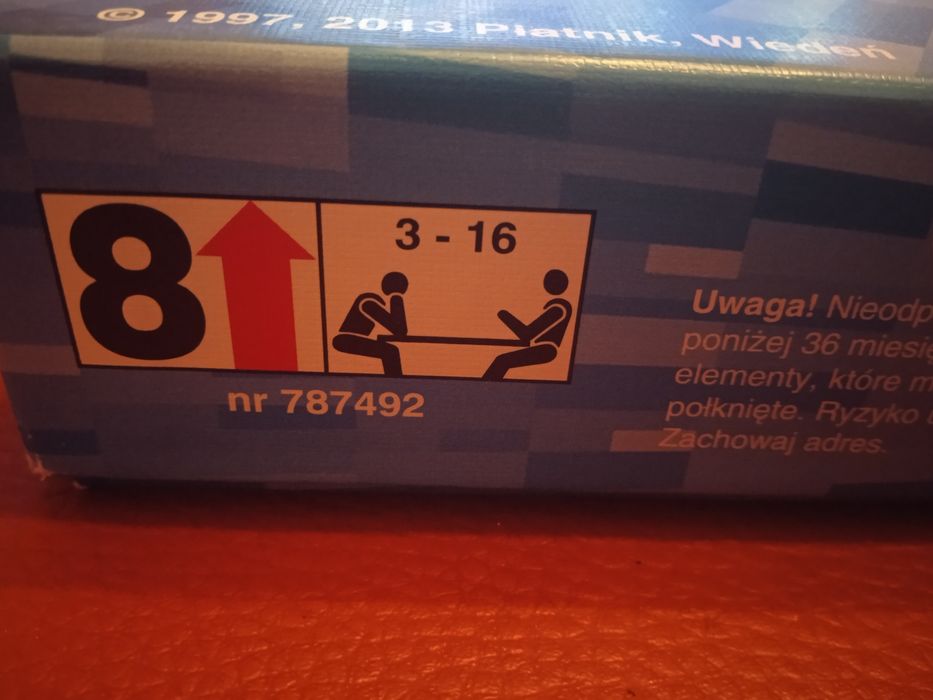 © 1997, 2013 Piatnik, Wiedeń
8
3 - 16
nr 787492
Uwaga! Nieodp
poniżej 36 miesię
elementy, które m
połknięte. Ryzyko
Zachowaj adres.